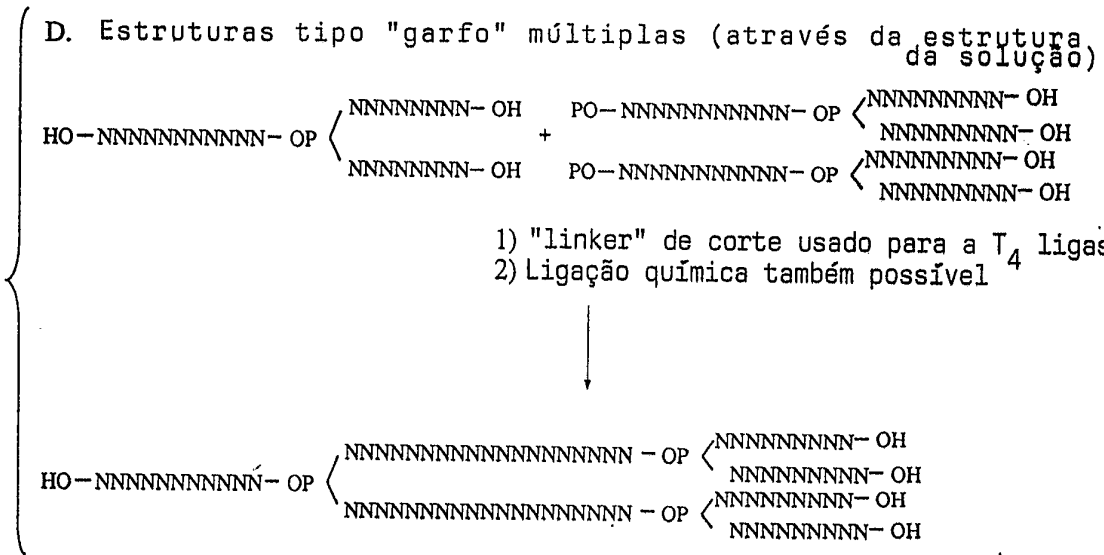 D. Estruturas tipo "garfo" múltiplas (através da estrutura
da solução)
NNNNNNNN— OH PO—NNNNNNNNNNN— OP NNNNNNNNN— OH
HO—NNNNNNNNNNN— OP + NNNNNNNNN— OH
NNNNNNNN— OH PO—NNNNNNNNNNN— OP NNNNNNNNN— OH
NNNNNNNNN— OH
1) "linker" de corte usado para a T4 ligas
2) Ligação química também possível
NNNNNNNNNNNNNNNNNNN — OP NNNNNNNNN— OH
HO—NNNNNNNNNNN— OP NNNNNNNNN— OH
NNNNNNNNNNNNNNNNNNN — OP NNNNNNNNN— OH
NNNNNNNNN— OH